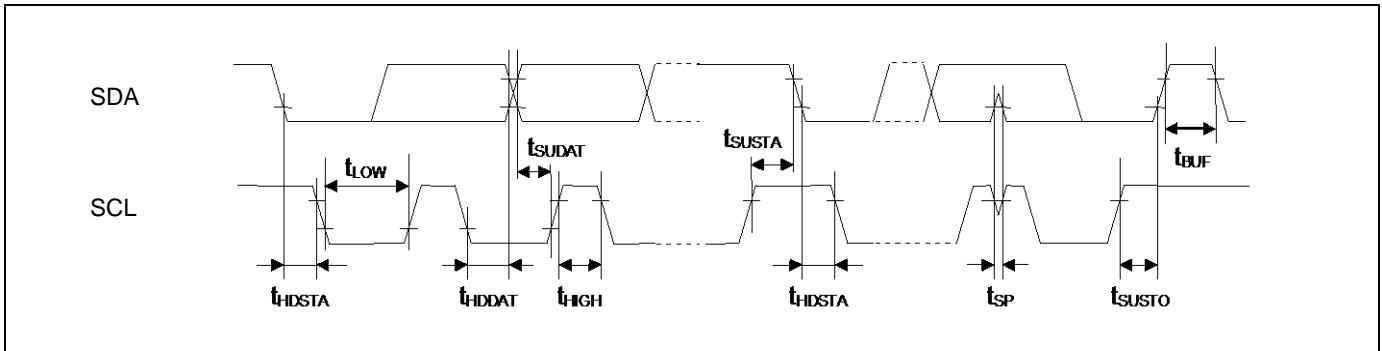 SDA
tSUDAT
tSUSTA
tBUF
tLOW
SCL
tHDSTA
tHDDAT
tHIGH
tHDSTA
tSP
tSUSTO